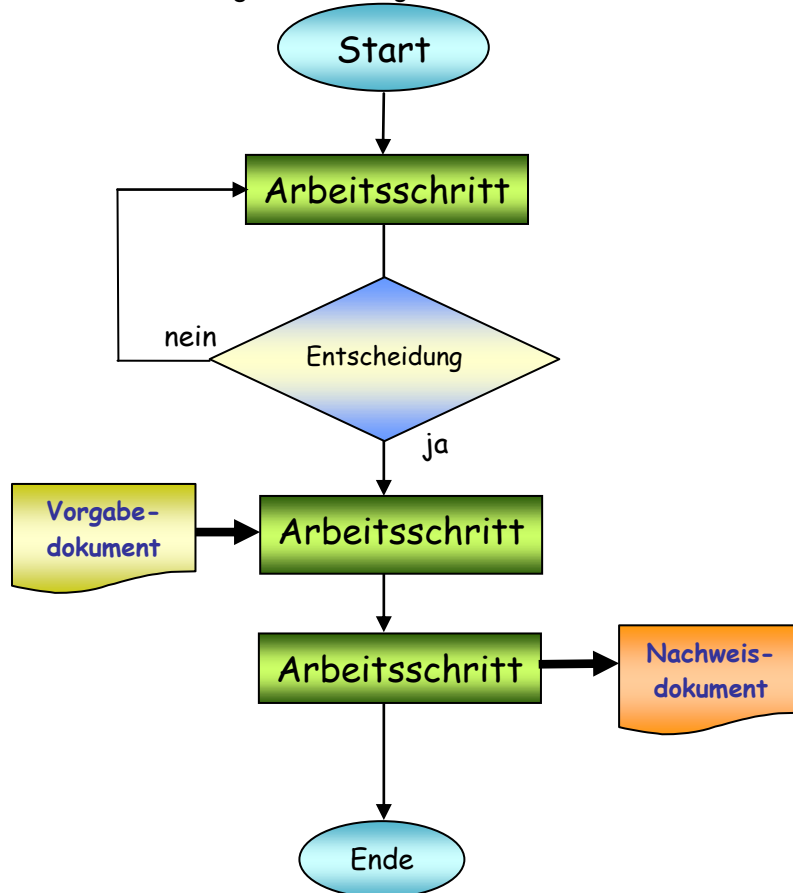 Start
Arbeitsschritt
nein
Entscheidung
ja
Vorgabe-
dokument
Arbeitsschritt
Arbeitsschritt
Nachweis-
dokument
Ende